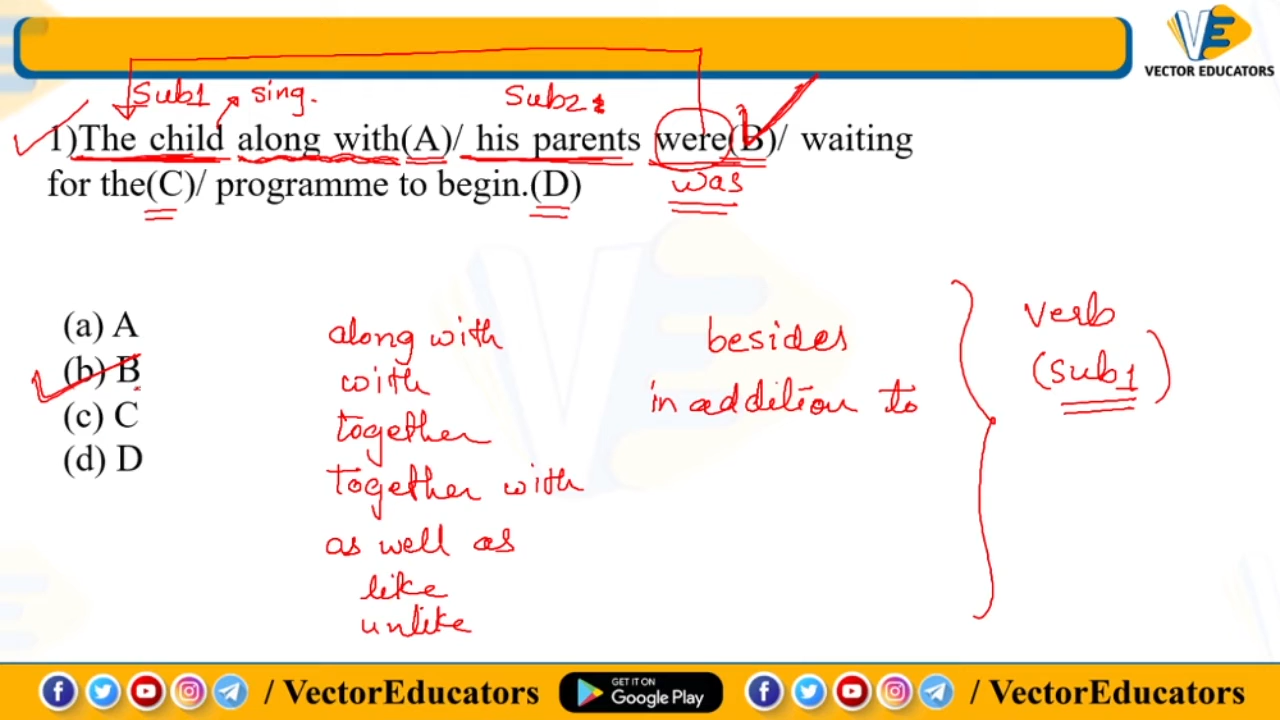 VECTOR EDUCATORS
Sub1 sing. Sub2
1)The child along with(A)/ his parents were(B)/ waiting
for the(C)/ programme to begin.(D)
was
(a) A
(b) B
(c) C
(d) D
along with
with
together
together with
as well as
like
unlike
besides
in addition to
verb
(sub1)
/ VectorEducators
GET IT ON
Google Play
/ VectorEducators